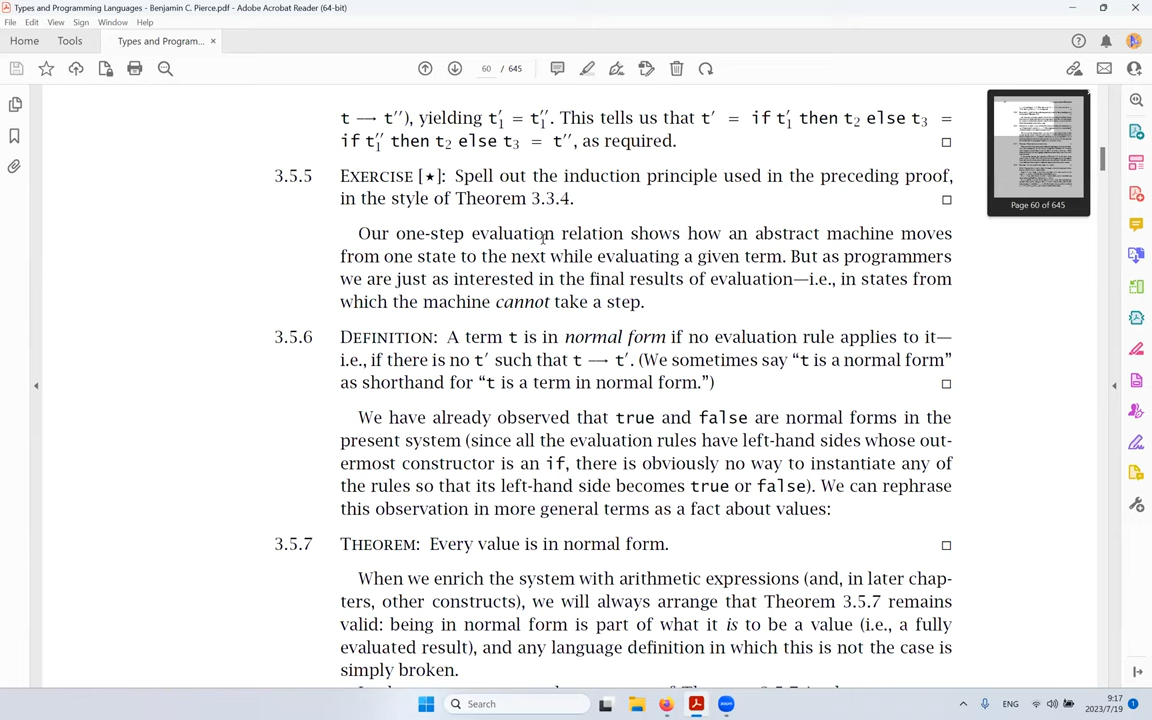 Types and Programming Languages - Benjamin C. Pierce.pdf - Adobe Acrobat Reader (64-bit)
File Edit View Sign Window Help
Home Tools Types and Program... ×
60 / 645
t → t′′), yielding t′₁ = t′′₁. This tells us that t′ = if t′₁ then t₂ else t₃ =
if t′′₁ then t₂ else t₃ = t′′, as required. □
3.5.5 EXERCISE [★]: Spell out the induction principle used in the preceding proof,
in the style of Theorem 3.3.4. □
Our one-step evaluation relation shows how an abstract machine moves
from one state to the next while evaluating a given term. But as programmers
we are just as interested in the final results of evaluation—i.e., in states from
which the machine cannot take a step.
3.5.6 DEFINITION: A term t is in normal form if no evaluation rule applies to it—
i.e., if there is no t′ such that t → t′. (We sometimes say “t is a normal form”
as shorthand for “t is a term in normal form.”) □
We have already observed that true and false are normal forms in the
present system (since all the evaluation rules have left-hand sides whose out-
ermost constructor is an if, there is obviously no way to instantiate any of
the rules so that its left-hand side becomes true or false). We can rephrase
this observation in more general terms as a fact about values:
3.5.7 THEOREM: Every value is in normal form. □
When we enrich the system with arithmetic expressions (and, in later chap-
ters, other constructs), we will always arrange that Theorem 3.5.7 remains
valid: being in normal form is part of what it is to be a value (i.e., a fully
evaluated result), and any language definition in which this is not the case is
simply broken.
Page 60 of 645
Search
ENG
9:17
2023/7/19